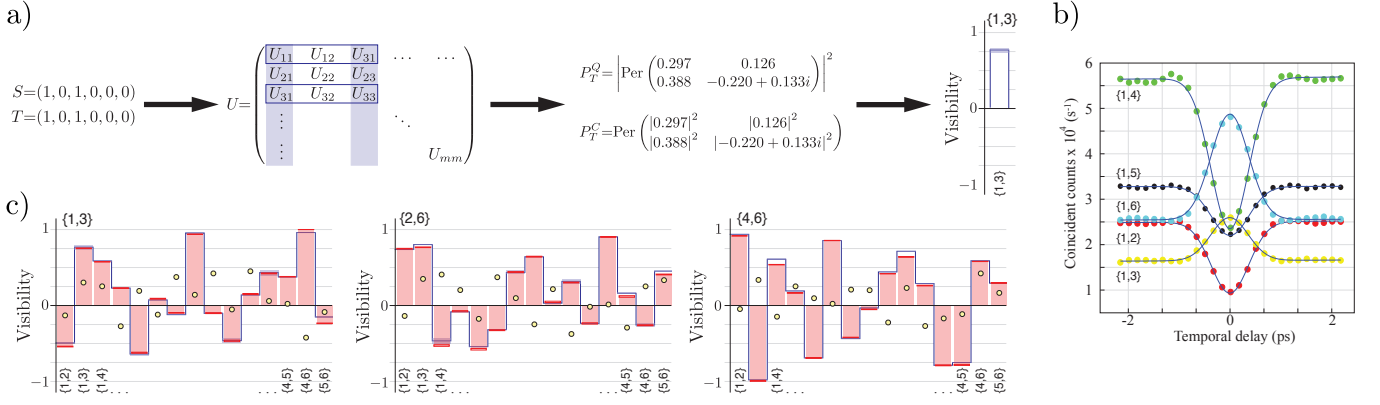 a)
S=(1, 0, 1, 0, 0, 0)
T=(1, 0, 1, 0, 0, 0)
U=
U₁₁ U₁₂ U₃₁ ⋯ ⋯
U₂₁ U₂₂ U₂₃
U₃₁ U₃₂ U₃₃
⋮ ⋱
⋮ Uₘₘ
P_T^Q=|Per(0.297 0.126
0.388 −0.220 + 0.133i)|²
P_T^C=Per(|0.297|² |0.126|²
|0.388|² |−0.220 + 0.133i|²)
{1,3}
1
0
−1
Visibility
{1,3}
b)
6
5
4
3
2
1
Coincident counts x 10⁴ (s⁻¹)
{1,4}
{1,5}
{1,6}
{1,2}
{1,3}
-2 0 2
Temporal delay (ps)
c)
{1,3}
1
0
−1
Visibility
{1,2} {1,3} {1,4} ... ... {4,5} {4,6} {5,6}
{2,6}
1
0
−1
Visibility
{1,2} {1,3} {1,4} ... ... {4,5} {4,6} {5,6}
{4,6}
1
0
−1
Visibility
{1,2} {1,3} {1,4} ... ... {4,5} {4,6} {5,6}